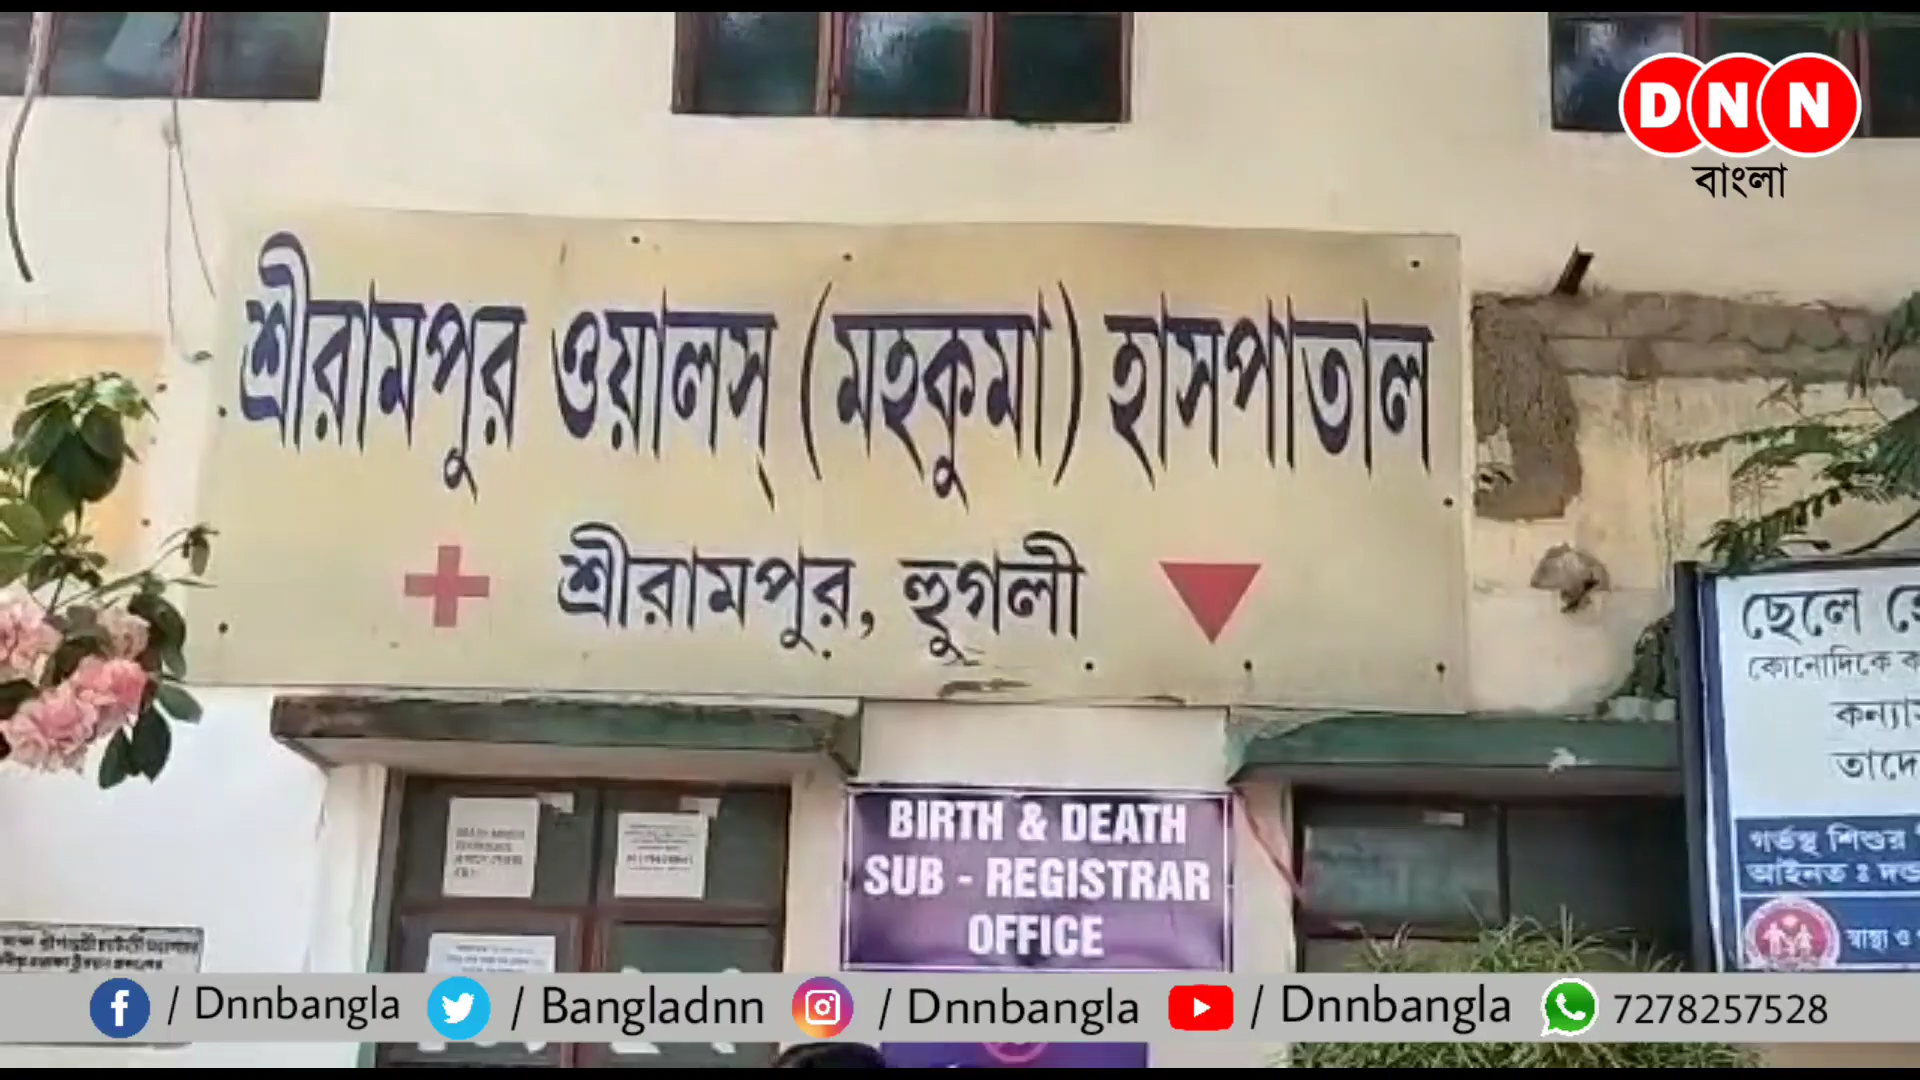 DNN
বাংলা
শ্রীরামপুর ওয়ালস্ (মহকুমা) হাসপাতাল
শ্রীরামপুর, হুগলী
ছেলে
কোনোদিকে
তাদে
BIRTH & DEATH
SUB - REGISTRAR
OFFICE
গর্ভস্থ শিশুর
আইনত : দন্ড
স্বাস্থ্য ও
/ Dnnbangla / Bangladnn / Dnnbangla / Dnnbangla 7278257528